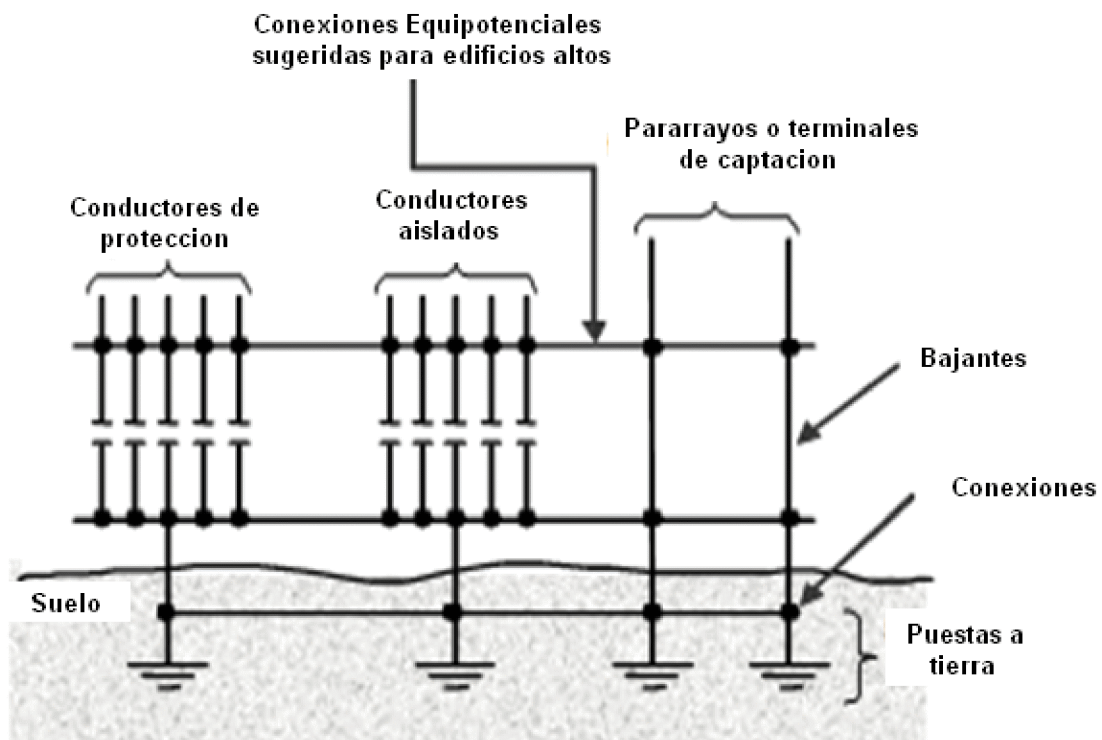 Conexiones Equipotenciales
sugeridas para edificios altos
Pararrayos o terminales
de captacion
Conductores de
proteccion
Conductores
aislados
Bajantes
Conexiones
Suelo
Puestas a
tierra